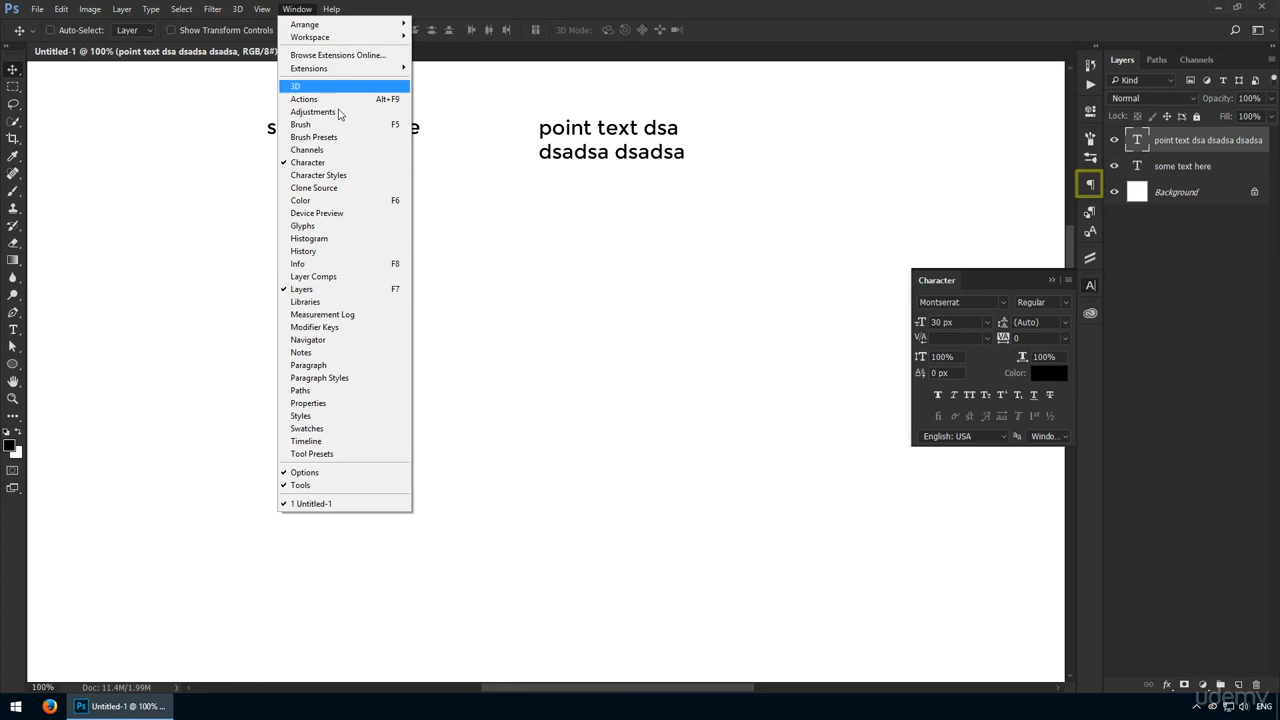 Ps File Edit Image Layer Type Select Filter 3D View Window Help
Auto-Select: Layer Show Transform Controls 3D Mode:
Untitled-1 @ 100% (point text dsa dsadsa dsadsa, RGB/8#)
Arrange
Workspace
Browse Extensions Online...
Extensions
3D
Actions Alt+F9
Adjustments
Brush F5
Brush Presets
Channels
Character
Character Styles
Clone Source
Color F6
Device Preview
Glyphs
Histogram
History
Info F8
Layer Comps
Layers F7
Libraries
Measurement Log
Modifier Keys
Navigator
Notes
Paragraph
Paragraph Styles
Paths
Properties
Styles
Swatches
Timeline
Tool Presets
Options
Tools
1 Untitled-1
point text dsa
dsadsa dsadsa
Character
Montserrat Regular
30 px (Auto)
0
100% 100%
0 px Color:
English: USA Windo...
Layers Paths Channels
Kind
Normal Opacity: 100%
Lock: Fill: 100%
point text dsa dsadsa dsadsa
some text here
Background
100% Doc: 11.4M/1.99M
Ps Untitled-1 @ 100% ...
ENG
udemy